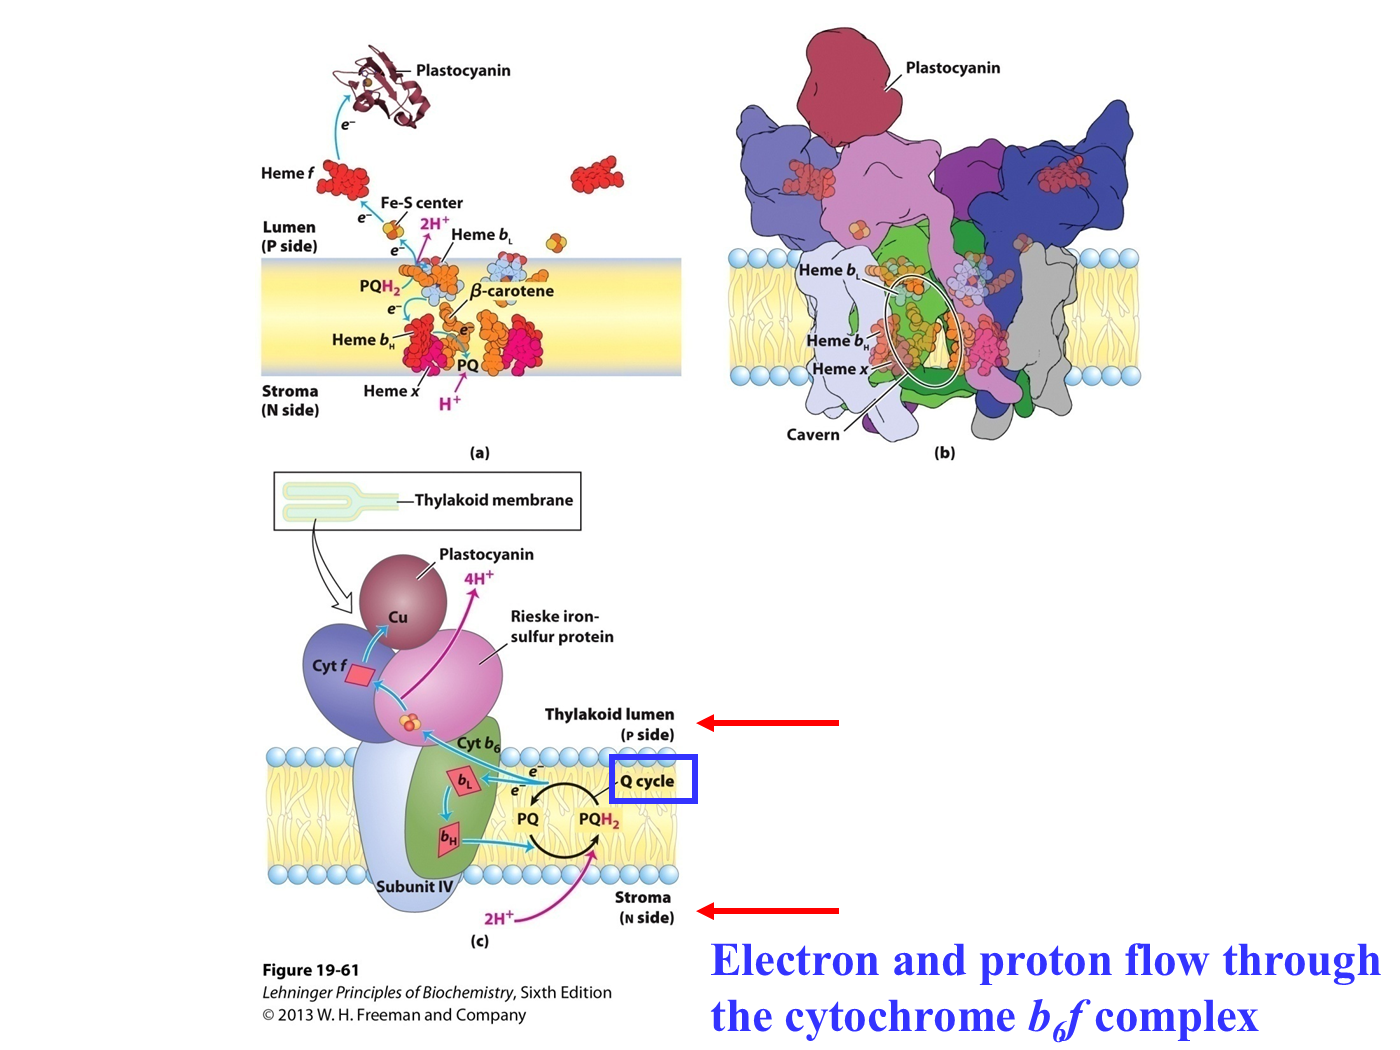 Plastocyanin
e⁻
Heme f
Fe-S center
e⁻
2H⁺
Lumen
(P side)
Heme bL
e⁻
PQH₂
β-carotene
e⁻
e⁻
Heme bH
PQ
Stroma
(N side)
Heme x
H⁺
(a)
Plastocyanin
Heme bL
Heme bH
Heme x
Cavern
(b)
Thylakoid membrane
Plastocyanin
4H⁺
Cu
Rieske iron-
sulfur protein
Cyt f
Thylakoid lumen
(P side)
Cyt b₆
e⁻
bL
e⁻
Q cycle
PQ
PQH₂
bH
Subunit IV
Stroma
(N side)
2H⁺
(c)
Figure 19-61
Lehninger Principles of Biochemistry, Sixth Edition
© 2013 W. H. Freeman and Company
Electron and proton flow through
the cytochrome b₆f complex